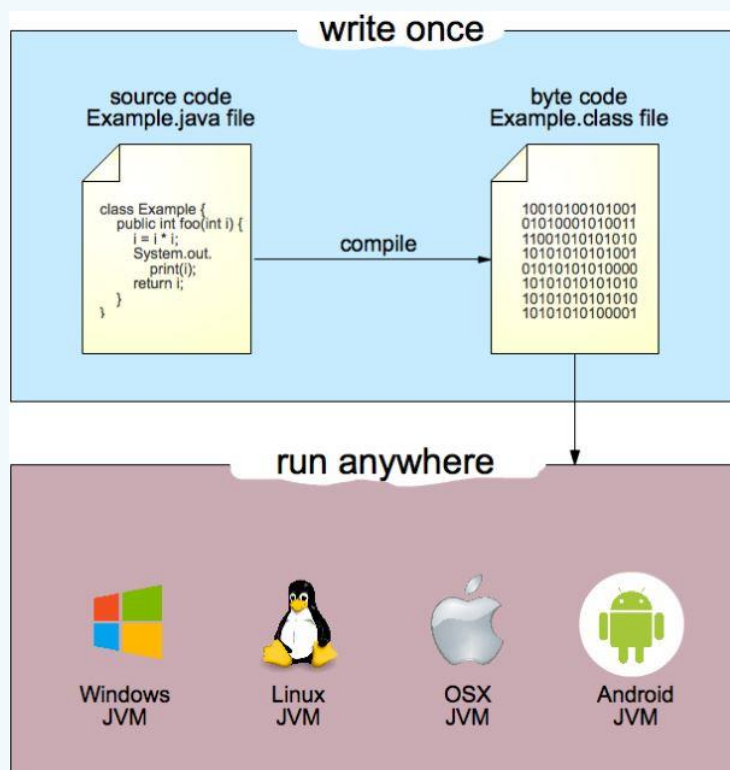 write once
source code
Example.java file
byte code
Example.class file
class Example {
public int foo(int i) {
i = i * i;
System.out.
print(i);
return i;
}
}
compile
10010100101001
01010001010011
11001010101010
10101010101001
01010101010000
10101010101010
10101010101010
10101010100001
run anywhere
Windows
JVM
Linux
JVM
OSX
JVM
Android
JVM